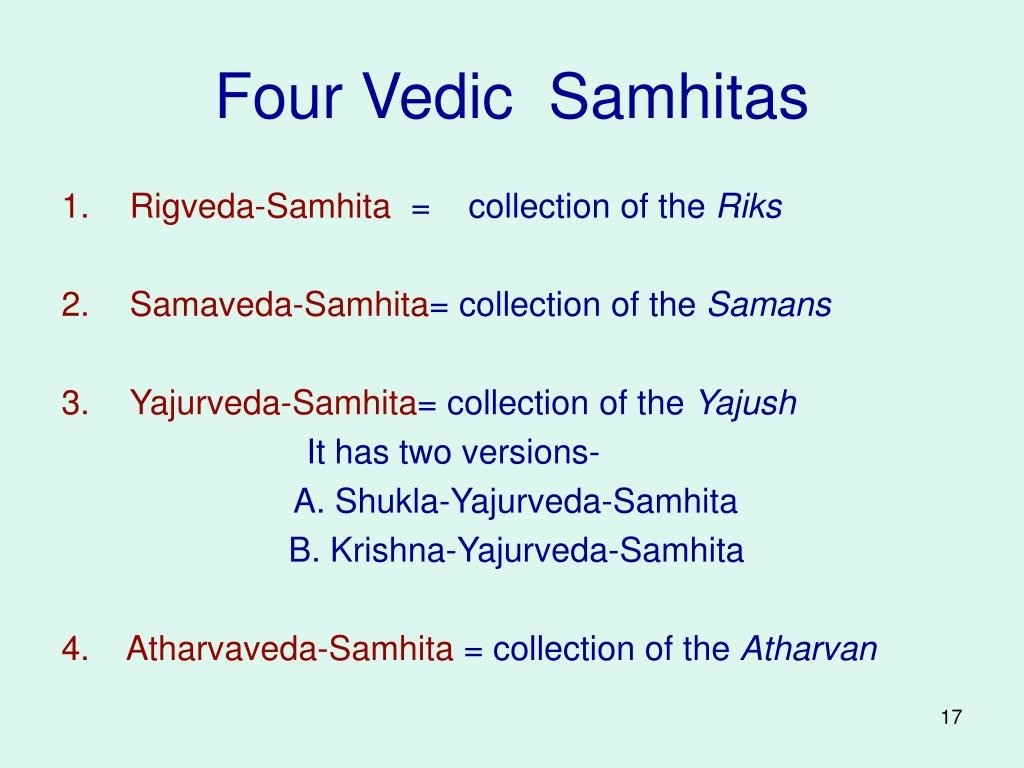 Four Vedic Samhitas
1. Rigveda-Samhita = collection of the Riks
2. Samaveda-Samhita= collection of the Samans
3. Yajurveda-Samhita= collection of the Yajush
It has two versions-
A. Shukla-Yajurveda-Samhita
B. Krishna-Yajurveda-Samhita
4. Atharvaveda-Samhita = collection of the Atharvan
17